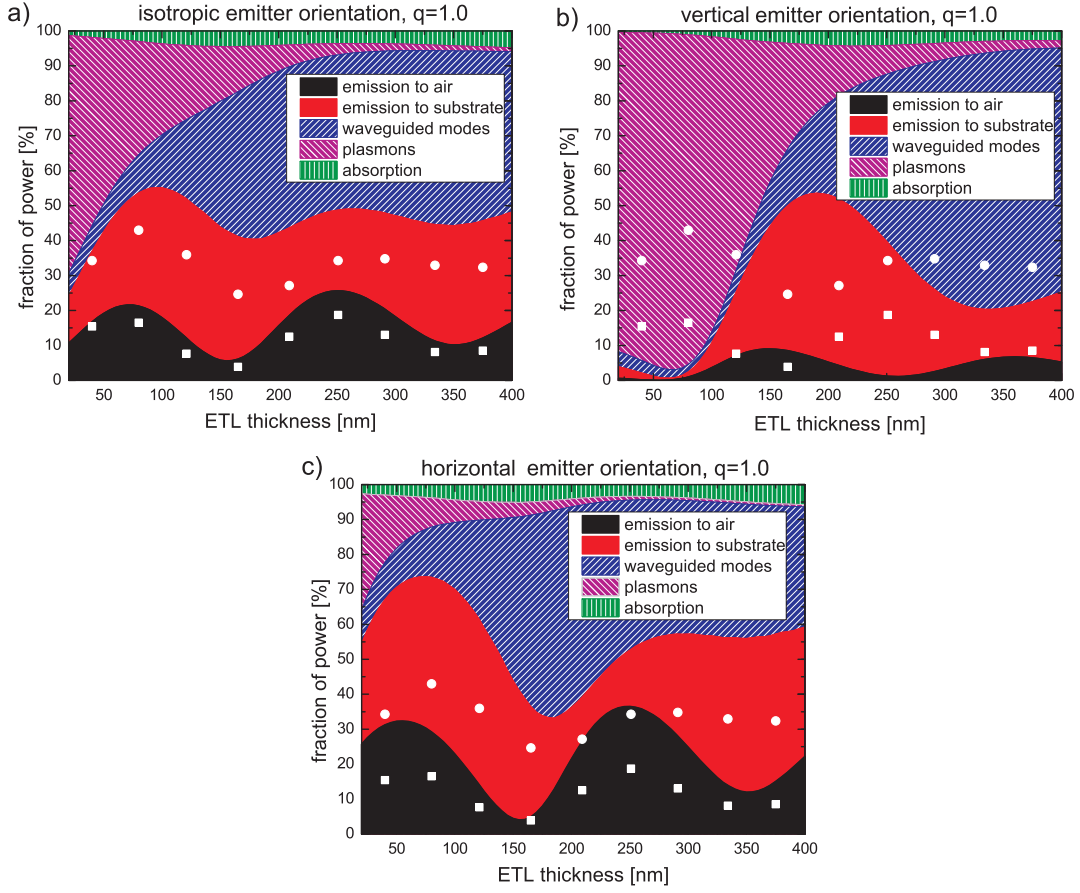 a)
isotropic emitter orientation, q=1.0
100
90
80
70
60
50
40
30
20
10
0
fraction of power [%]
emission to air
emission to substrate
waveguided modes
plasmons
absorption
50 100 150 200 250 300 350 400
ETL thickness [nm]
b)
vertical emitter orientation, q=1.0
100
90
80
70
60
50
40
30
20
10
0
fraction of power [%]
emission to air
emission to substrate
waveguided modes
plasmons
absorption
50 100 150 200 250 300 350 400
ETL thickness [nm]
c)
horizontal emitter orientation, q=1.0
100
90
80
70
60
50
40
30
20
10
0
fraction of power [%]
emission to air
emission to substrate
waveguided modes
plasmons
absorption
50 100 150 200 250 300 350 400
ETL thickness [nm]